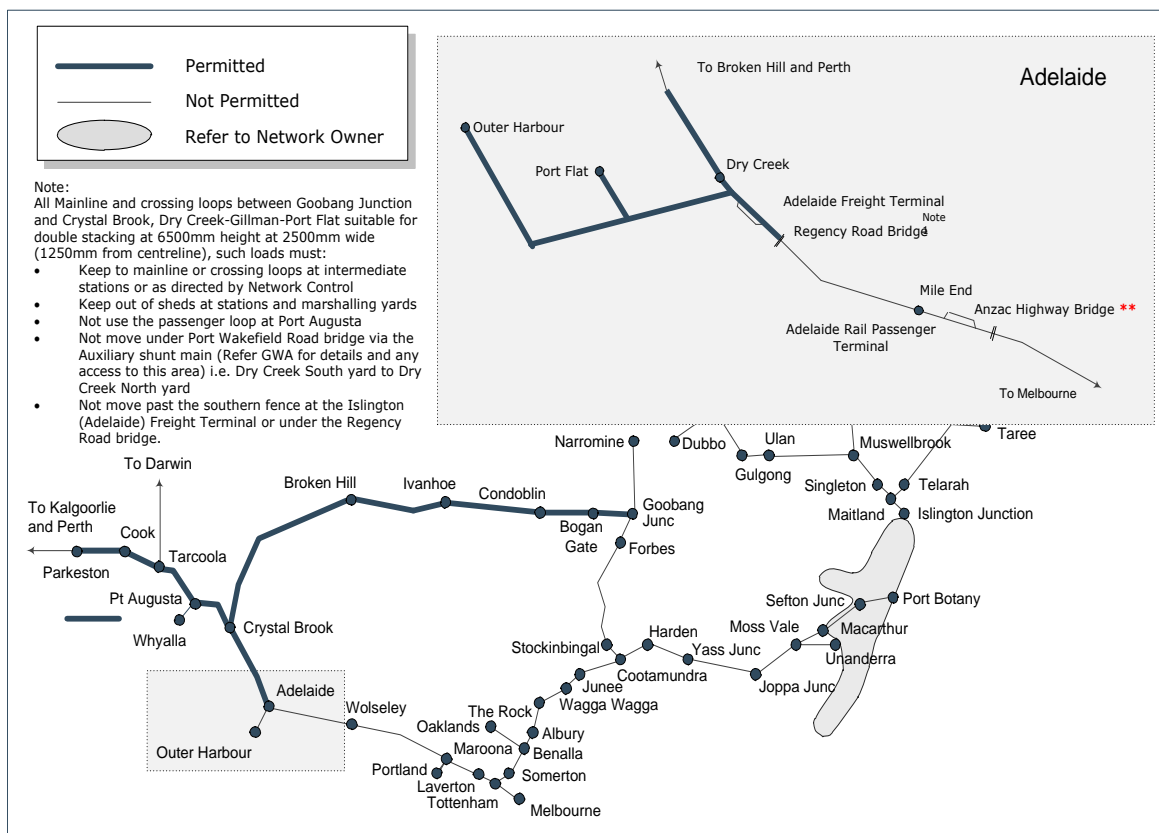 Permitted
Not Permitted
Refer to Network Owner
Note:
All Mainline and crossing loops between Goobang Junction
and Crystal Brook, Dry Creek-Gillman-Port Flat suitable for
double stacking at 6500mm height at 2500mm wide
(1250mm from centreline), such loads must:
• Keep to mainline or crossing loops at intermediate
stations or as directed by Network Control
• Keep out of sheds at stations and marshalling yards
• Not use the passenger loop at Port Augusta
• Not move under Port Wakefield Road bridge via the
Auxiliary shunt main (Refer GWA for details and any
access to this area) i.e. Dry Creek South yard to Dry
Creek North yard
• Not move past the southern fence at the Islington
(Adelaide) Freight Terminal or under the Regency
Road bridge.
Adelaide
To Broken Hill and Perth
Outer Harbour
Port Flat
Dry Creek
Adelaide Freight Terminal
Note
Regency Road Bridge
Mile End
Anzac Highway Bridge **
Adelaide Rail Passenger
Terminal
To Melbourne
Narromine
Dubbo
Ulan
Gulgong
Muswellbrook
Taree
Singleton
Telarah
Maitland
Islington Junction
To Darwin
Broken Hill
Ivanhoe
Condoblin
Goobang
Junc
Bogan
Gate
Forbes
To Kalgoorlie
and Perth
Cook
Tarcoola
Parkeston
Pt Augusta
Whyalla
Crystal Brook
Sefton Junc
Port Botany
Moss Vale
Macarthur
Unanderra
Stockinbingal
Harden
Yass Junc
Cootamundra
Joppa Junc
Junee
Wagga Wagga
Adelaide
Wolseley
Outer Harbour
The Rock
Oaklands
Albury
Benalla
Maroona
Portland
Somerton
Laverton
Tottenham
Melbourne